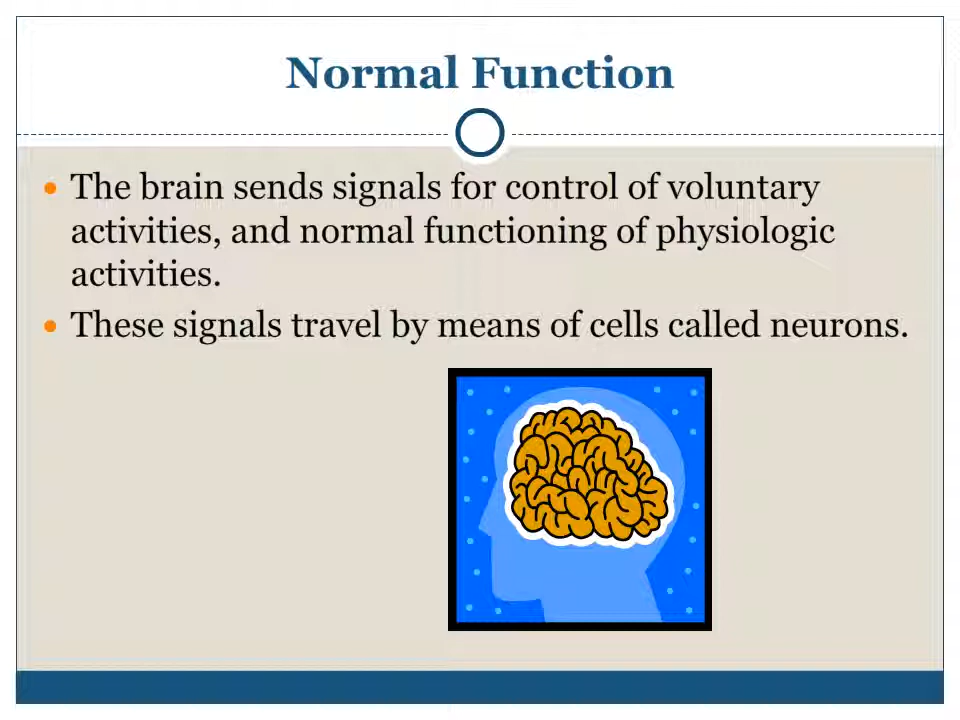 Normal Function
The brain sends signals for control of voluntary
activities, and normal functioning of physiologic
activities.
These signals travel by means of cells called neurons.